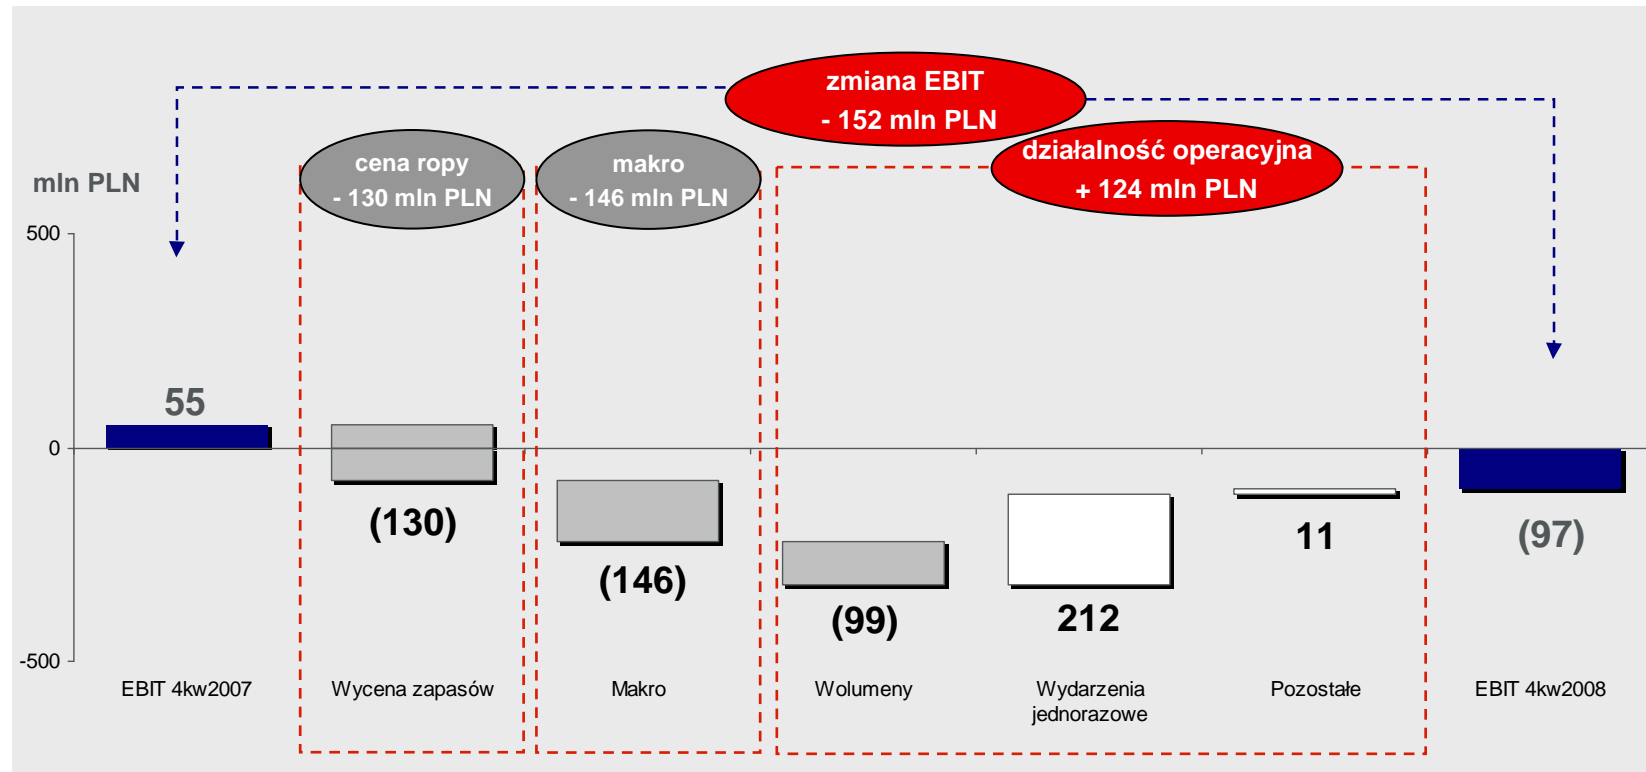 zmiana EBIT
- 152 mln PLN
cena ropy
- 130 mln PLN
makro
- 146 mln PLN
działalność operacyjna
+ 124 mln PLN
mln PLN
500
0
-500
55
(130)
(146)
(99)
212
11
(97)
EBIT 4kw2007
Wycena zapasów
Makro
Wolumeny
Wydarzenia
jednorazowe
Pozostałe
EBIT 4kw2008